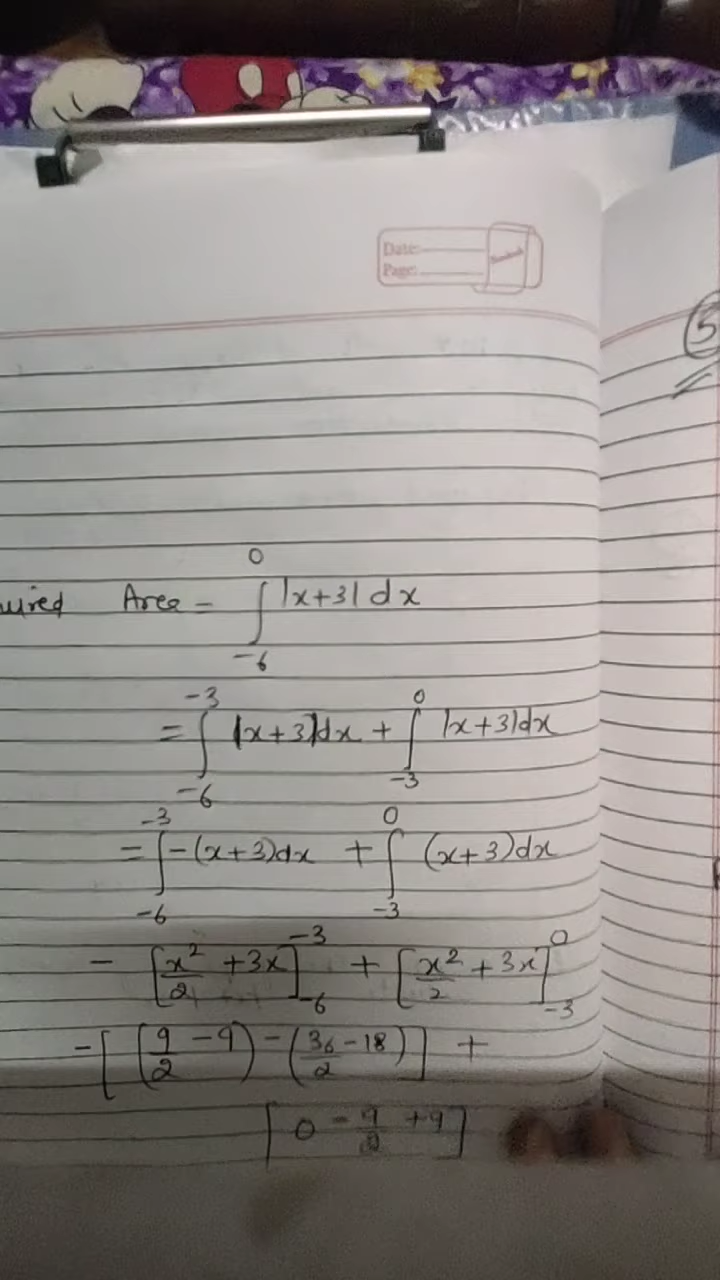 Date:
Page:
5
uired Area = ∫_{-6}^{0} |x+3| dx
= ∫_{-6}^{-3} |x+3|dx + ∫_{-3}^{0} |x+3|dx
= ∫_{-6}^{-3} -(x+3)dx + ∫_{-3}^{0} (x+3)dx
- [x²/2 + 3x]_{-6}^{-3} + [x²/2 + 3x]_{-3}^{0}
- [(9/2 - 9) - (36/2 - 18)] +
[0 - 9/2 + 9]